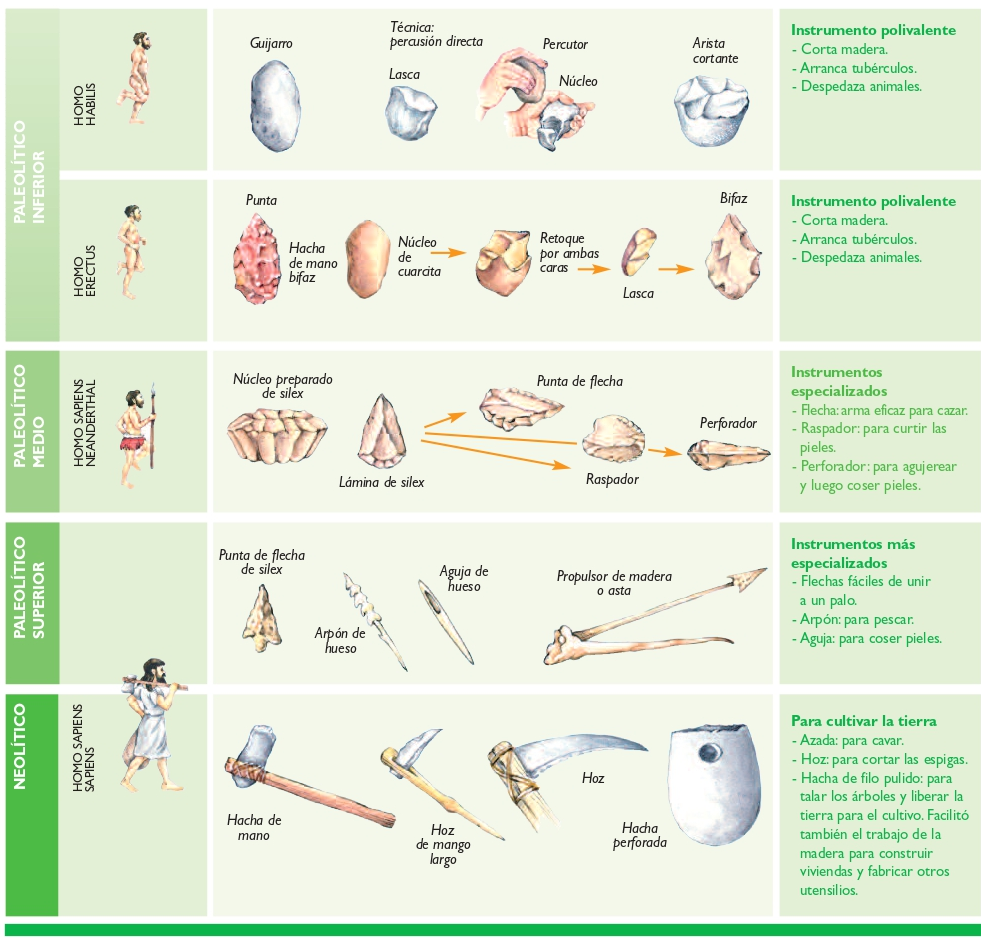 PALEOLÍTICO
INFERIOR
HOMO
HABILIS
Guijarro
Técnica:
percusión directa
Lasca
Percutor
Núcleo
Arista
cortante
Instrumento polivalente
- Corta madera.
- Arranca tubérculos.
- Despedaza animales.
HOMO
ERECTUS
Punta
Hacha
de mano
bifaz
Núcleo
de
cuarcita
Retoque
por ambas
caras
Lasca
Bifaz
Instrumento polivalente
- Corta madera.
- Arranca tubérculos.
- Despedaza animales.
PALEOLÍTICO
MEDIO
HOMO SAPIENS
NEANDERTHAL
Núcleo preparado
de silex
Lámina de silex
Punta de flecha
Raspador
Perforador
Instrumentos
especializados
- Flecha: arma eficaz para cazar.
- Raspador: para curtir las
pieles.
- Perforador: para agujerear
y luego coser pieles.
PALEOLÍTICO
SUPERIOR
Punta de flecha
de silex
Arpón de
hueso
Aguja de
hueso
Propulsor de madera
o asta
Instrumentos más
especializados
- Flechas fáciles de unir
a un palo.
- Arpón: para pescar.
- Aguja: para coser pieles.
NEOLÍTICO
HOMO SAPIENS
SAPIENS
Hacha de
mano
Hoz
de mango
largo
Hoz
Hacha
perforada
Para cultivar la tierra
- Azada: para cavar.
- Hoz: para cortar las espigas.
- Hacha de filo pulido: para
talar los árboles y liberar la
tierra para el cultivo. Facilitó
también el trabajo de la
madera para construir
viviendas y fabricar otros
utensilios.